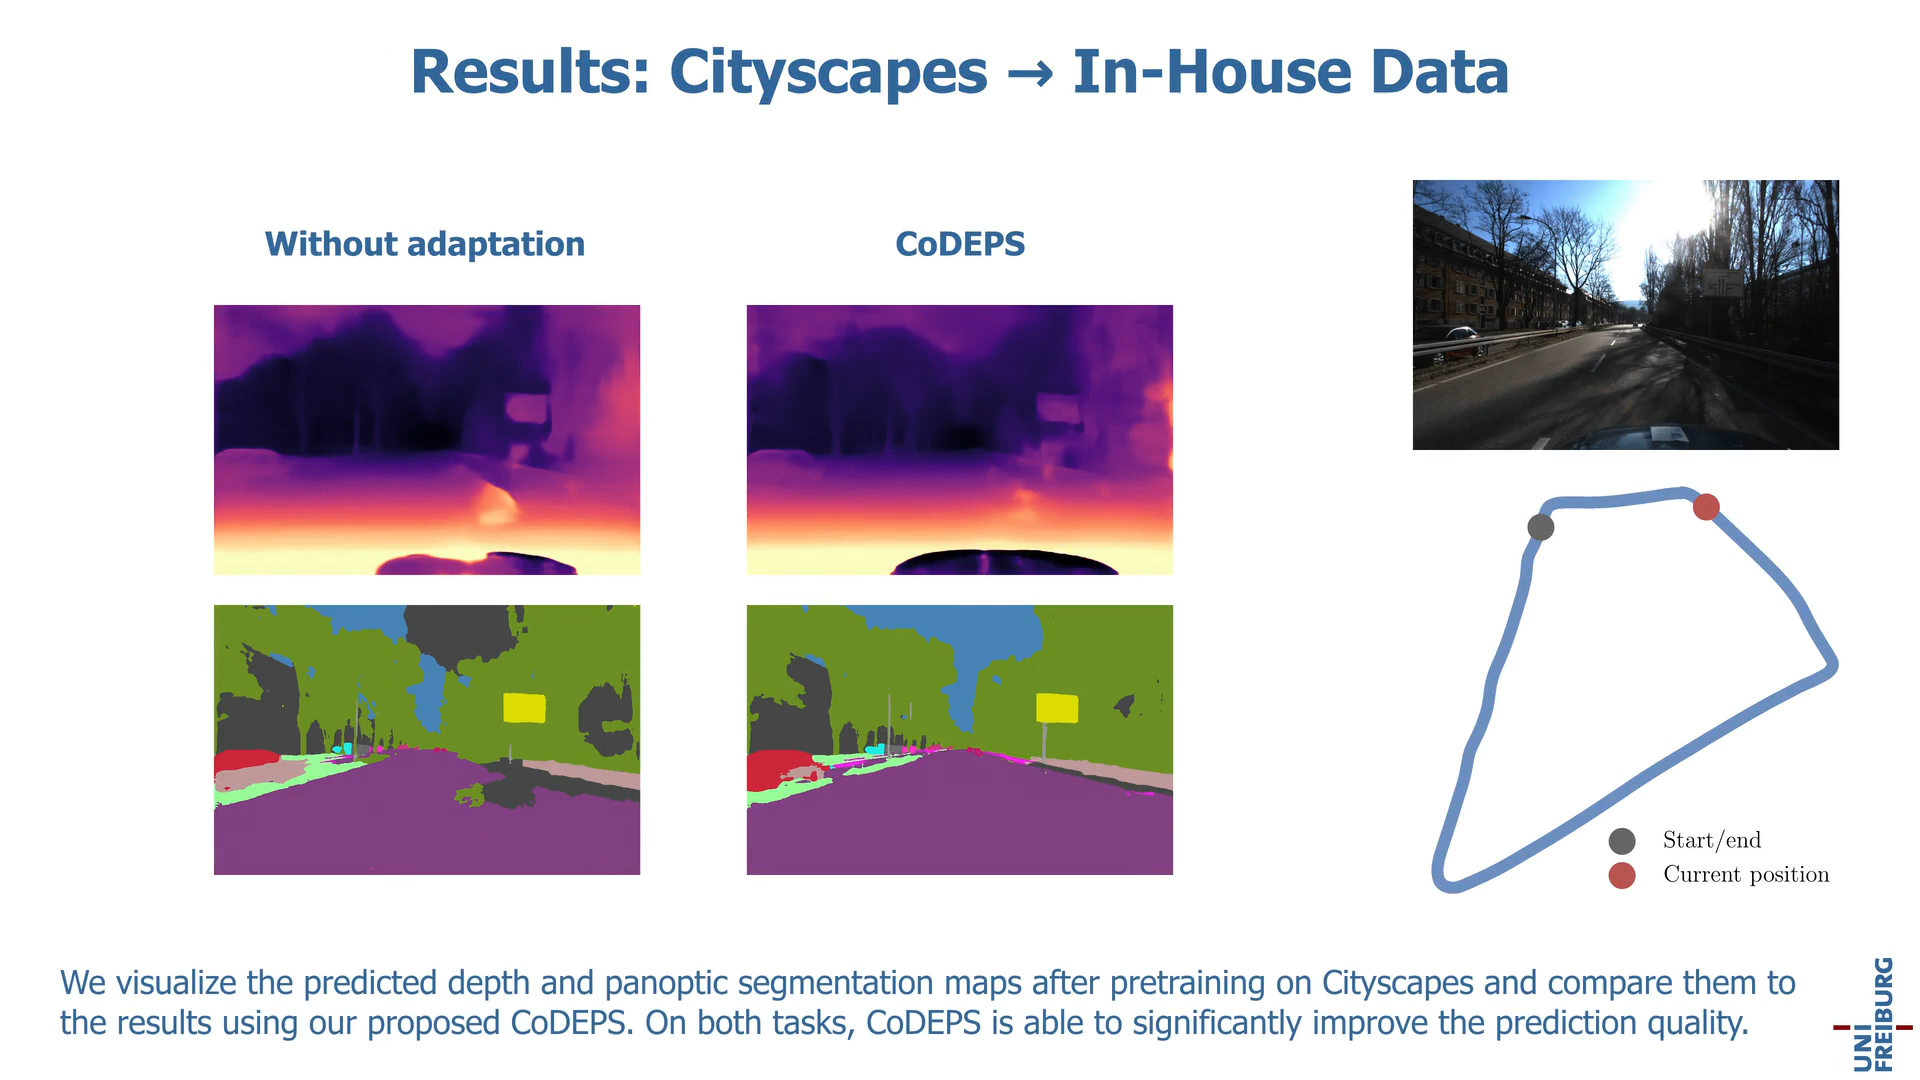 Results: Cityscapes → In-House Data
Without adaptation
CoDEPS
Start/end
Current position
We visualize the predicted depth and panoptic segmentation maps after pretraining on Cityscapes and compare them to
the results using our proposed CoDEPS. On both tasks, CoDEPS is able to significantly improve the prediction quality.
UNI
FREIBURG